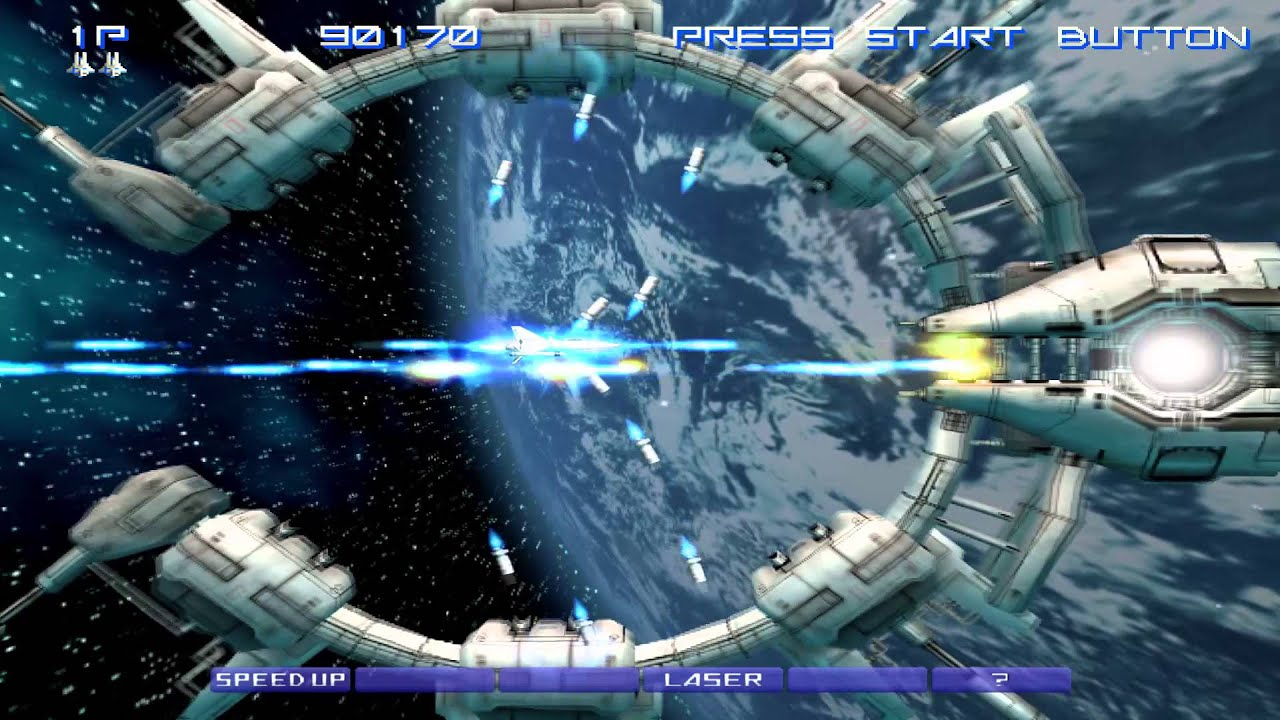 1P 90170 PRESS START BUTTON
SPEED UP LASER ?